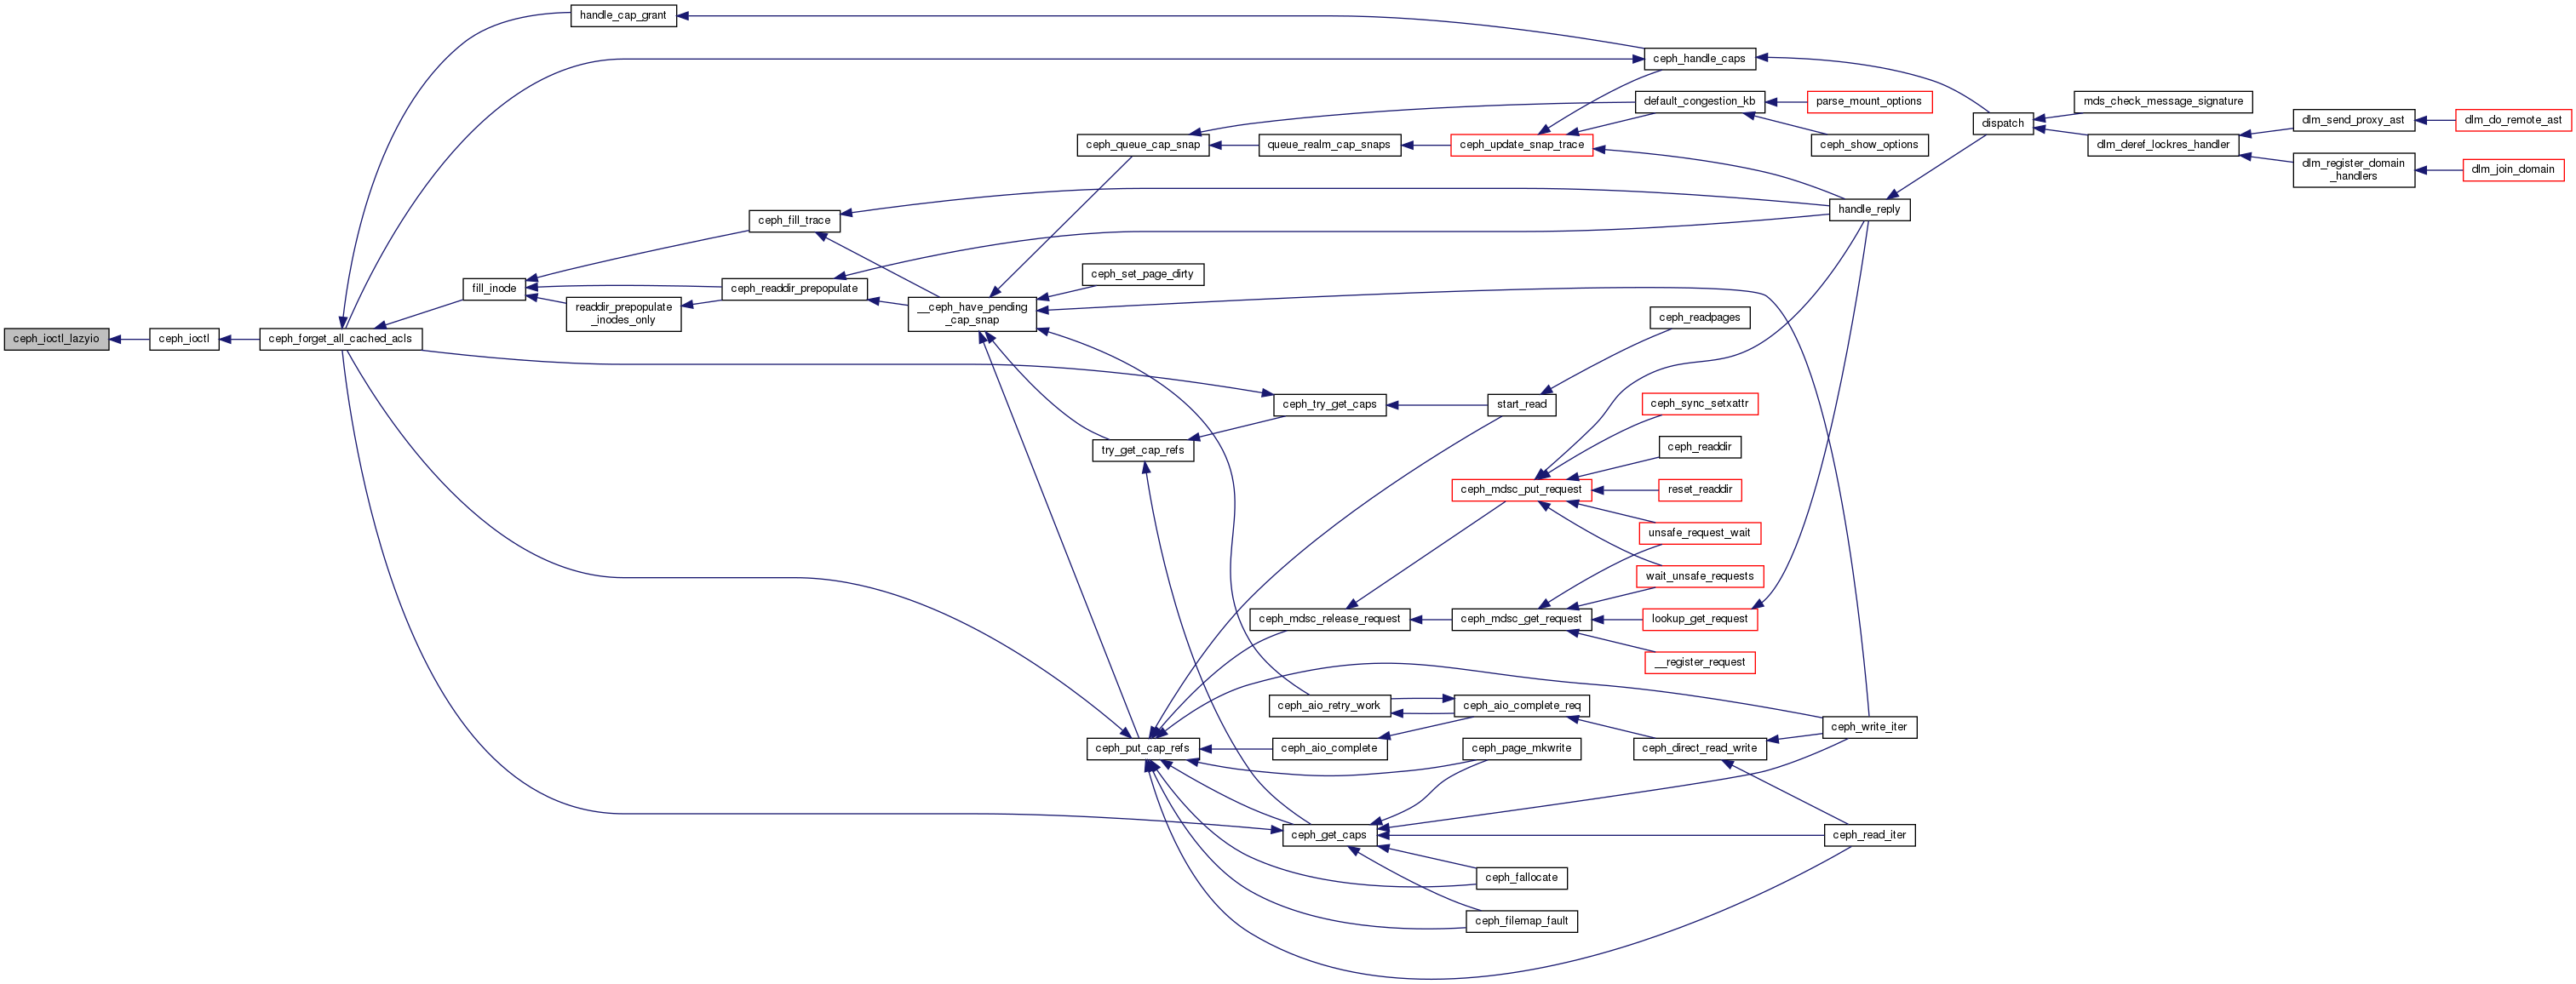 handle_cap_grant
ceph_handle_caps
default_congestion_kb
parse_mount_options
mds_check_message_signature
dispatch
dlm_send_proxy_ast
dlm_do_remote_ast
ceph_queue_cap_snap
queue_realm_cap_snaps
ceph_update_snap_trace
ceph_show_options
dlm_deref_lockres_handler
dlm_register_domain
_handlers
dlm_join_domain
handle_reply
ceph_fill_trace
ceph_set_page_dirty
fill_inode
ceph_readdir_prepopulate
readdir_prepopulate
_inodes_only
__ceph_have_pending
_cap_snap
ceph_readpages
ceph_ioctl_lazyio
ceph_ioctl
ceph_forget_all_cached_acls
ceph_try_get_caps
start_read
ceph_sync_setxattr
try_get_cap_refs
ceph_readdir
ceph_mdsc_put_request
reset_readdir
unsafe_request_wait
wait_unsafe_requests
ceph_mdsc_release_request
ceph_mdsc_get_request
lookup_get_request
__register_request
ceph_aio_retry_work
ceph_aio_complete_req
ceph_write_iter
ceph_put_cap_refs
ceph_aio_complete
ceph_page_mkwrite
ceph_direct_read_write
ceph_get_caps
ceph_read_iter
ceph_fallocate
ceph_filemap_fault